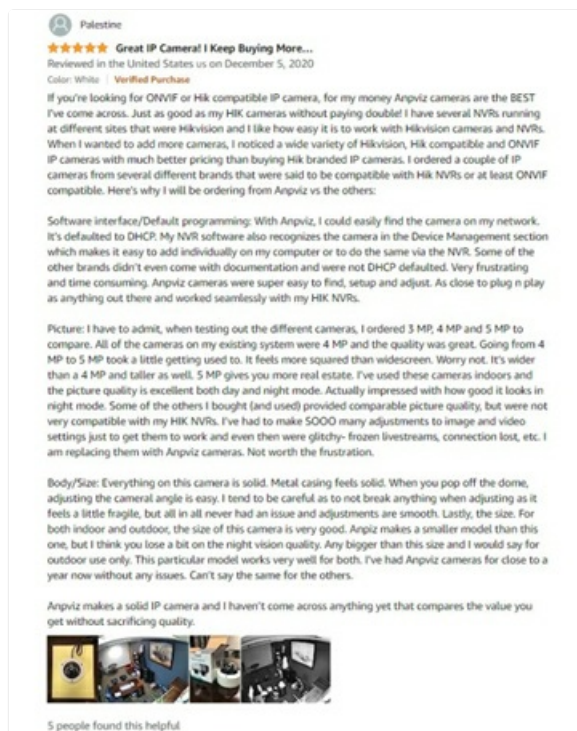 Palestine
Great IP Camera! I Keep Buying More...
Reviewed in the United States us on December 5, 2020
Color: White | Verified Purchase
If you're looking for ONVIF or Hik compatible IP camera, for my money Anpviz cameras are the BEST
I've come across. Just as good as my HIK cameras without paying double! I have several NVRs running
at different sites that were Hikvision and I like how easy it is to work with Hikvision cameras and NVRs.
When I wanted to add more cameras, I noticed a wide variety of Hikvision, Hik compatible and ONVIF
IP cameras with much better pricing than buying Hik branded IP cameras. I ordered a couple of IP
cameras from several different brands that were said to be compatible with Hik NVRs or at least ONVIF
compatible. Here's why I will be ordering from Anpviz vs the others:
Software interface/Default programming: With Anpviz, I could easily find the camera on my network.
It's defaulted to DHCP. My NVR software also recognizes the camera in the Device Management section
which makes it easy to add individually on my computer or to do the same via the NVR. Some of the
other brands didn't even come with documentation and were not DHCP defaulted. Very frustrating
and time consuming. Anpviz cameras were super easy to find, setup and adjust. As close to plug n play
as anything out there and worked seamlessly with my HIK NVRs.
Picture: I have to admit, when testing out the different cameras, I ordered 3 MP, 4 MP and 5 MP to
compare. All of the cameras on my existing system were 4 MP and the quality was great. Going from 4
MP to 5 MP took a little getting used to. It feels more squared than widescreen. Worry not. It's wider
than a 4 MP and taller as well. 5 MP gives you more real estate. I've used these cameras indoors and
the picture quality is excellent both day and night mode. Actually impressed with how good it looks in
night mode. Some of the others I bought (and used) provided comparable picture quality, but were not
very compatible with my HIK NVRs. I've had to make SOOO many adjustments to image and video
settings just to get them to work and even then were glitchy- frozen livestreams, connection lost, etc. I
am replacing them with Anpviz cameras. Not worth the frustration.
Body/Size: Everything on this camera is solid. Metal casing feels solid. When you pop off the dome,
adjusting the cameral angle is easy. I tend to be careful as to not break anything when adjusting as it
feels a little fragile, but all in all never had an issue and adjustments are smooth. Lastly, the size. For
both indoor and outdoor, the size of this camera is very good. Anpiz makes a smaller model than this
one, but I think you lose a bit on the night vision quality. Any bigger than this size and I would say for
outdoor use only. This particular model works very well for both. I've had Anpviz cameras for close to a
year now without any issues. Can't say the same for the others.
Anpviz makes a solid IP camera and I haven't come across anything yet that compares the value you
get without sacrificing quality.
5 people found this helpful